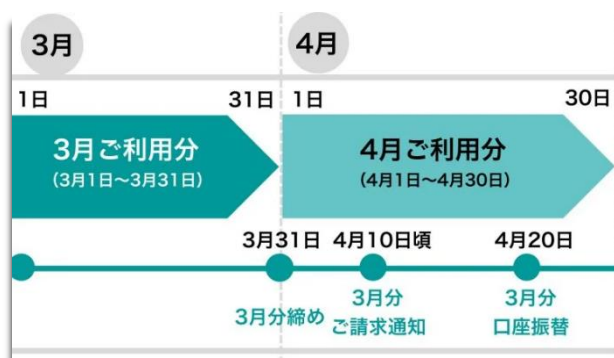 3月
4月
1日
31日
1日
30日
3月ご利用分
(3月1日〜3月31日)
4月ご利用分
(4月1日〜4月30日)
3月31日
4月10日頃
4月20日
3月分締め
3月分
ご請求通知
3月分
口座振替